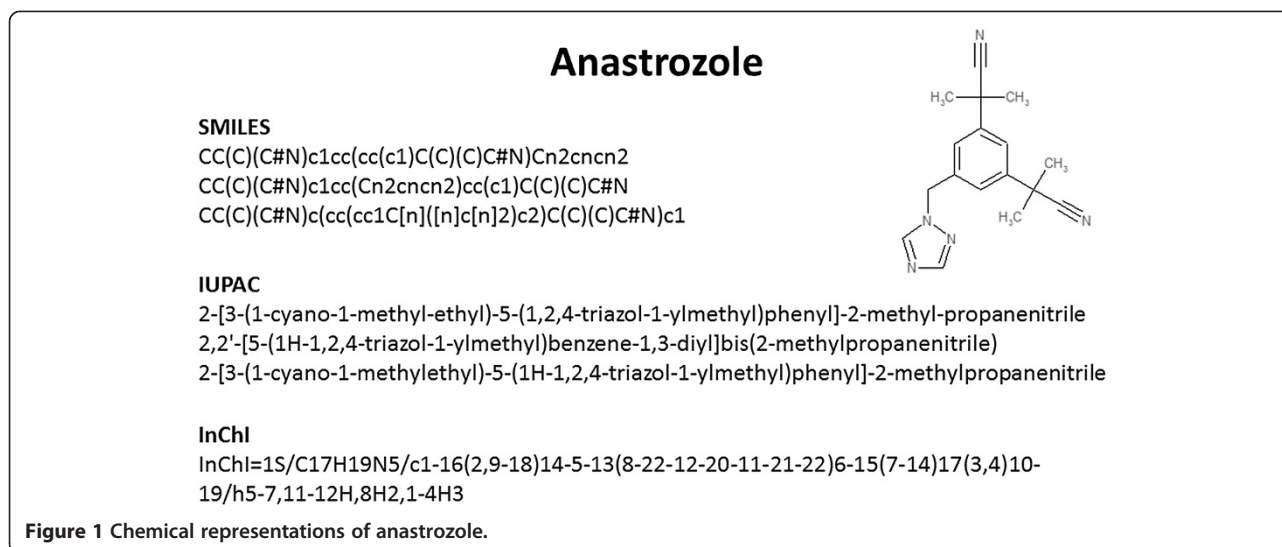 Anastrozole
SMILES
CC(C)(C#N)c1cc(cc(c1)C(C)(C)C#N)Cn2cncn2
CC(C)(C#N)c1cc(Cn2cncn2)cc(c1)C(C)(C)C#N
CC(C)(C#N)c(cc(cc1C[n]([n]c[n]2)c2)C(C)(C)C#N)c1
IUPAC
2-[3-(1-cyano-1-methyl-ethyl)-5-(1,2,4-triazol-1-ylmethyl)phenyl]-2-methyl-propanenitrile
2,2'-[5-(1H-1,2,4-triazol-1-ylmethyl)benzene-1,3-diyl]bis(2-methylpropanenitrile)
2-[3-(1-cyano-1-methylethyl)-5-(1H-1,2,4-triazol-1-ylmethyl)phenyl]-2-methylpropanenitrile
InChI
InChI=1S/C17H19N5/c1-16(2,9-18)14-5-13(8-22-12-20-11-21-22)6-15(7-14)17(3,4)10-
19/h5-7,11-12H,8H2,1-4H3
N
H₃C CH₃
CH₃
H₃C N
N
N
N
Figure 1 Chemical representations of anastrozole.